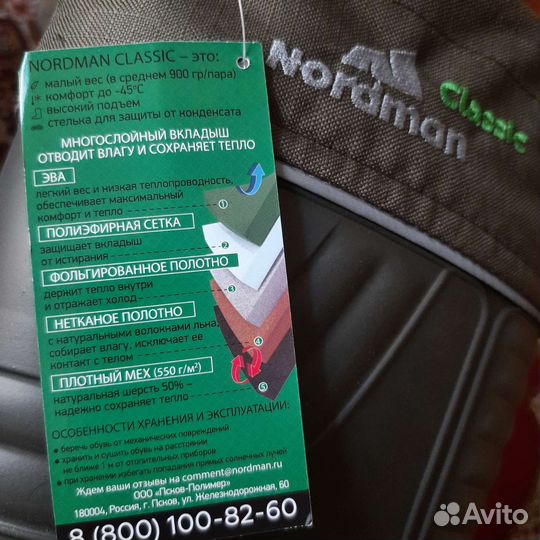 NORDMAN CLASSIC – это:
малый вес (в среднем 900 гр/пара)
комфорт до -45°C
высокий подъем
стелька для защиты от конденсата
МНОГОСЛОЙНЫЙ ВКЛАДЫШ
ОТВОДИТ ВЛАГУ И СОХРАНЯЕТ ТЕПЛО
ЭВА
легкий вес и низкая теплопроводность,
обеспечивает максимальный
комфорт и тепло
1
ПОЛИЭФИРНАЯ СЕТКА
защищает вкладыш
от истирания
2
ФОЛЬГИРОВАННОЕ ПОЛОТНО
держит тепло внутри
и отражает холод
3
НЕТКАНОЕ ПОЛОТНО
с натуральными волокнами льна,
собирает влагу, исключает ее
контакт с телом
4
ПЛОТНЫЙ МЕХ (550 г/м²)
натуральная шерсть 50% –
надежно сохраняет тепло
5
ОСОБЕННОСТИ ХРАНЕНИЯ И ЭКСПЛУАТАЦИИ:
• беречь обувь от механических повреждений
• хранить и сушить обувь на расстоянии
не ближе 1 м от отопительных приборов
• при хранении избегать попадания прямых солнечных лучей
Ждем ваши отзывы на comment@nordman.ru
ООО «Псков-Полимер»
180004, Россия, г. Псков, ул. Железнодорожная, 60
8 (800) 100-82-60
Nordman
Classic
Avito